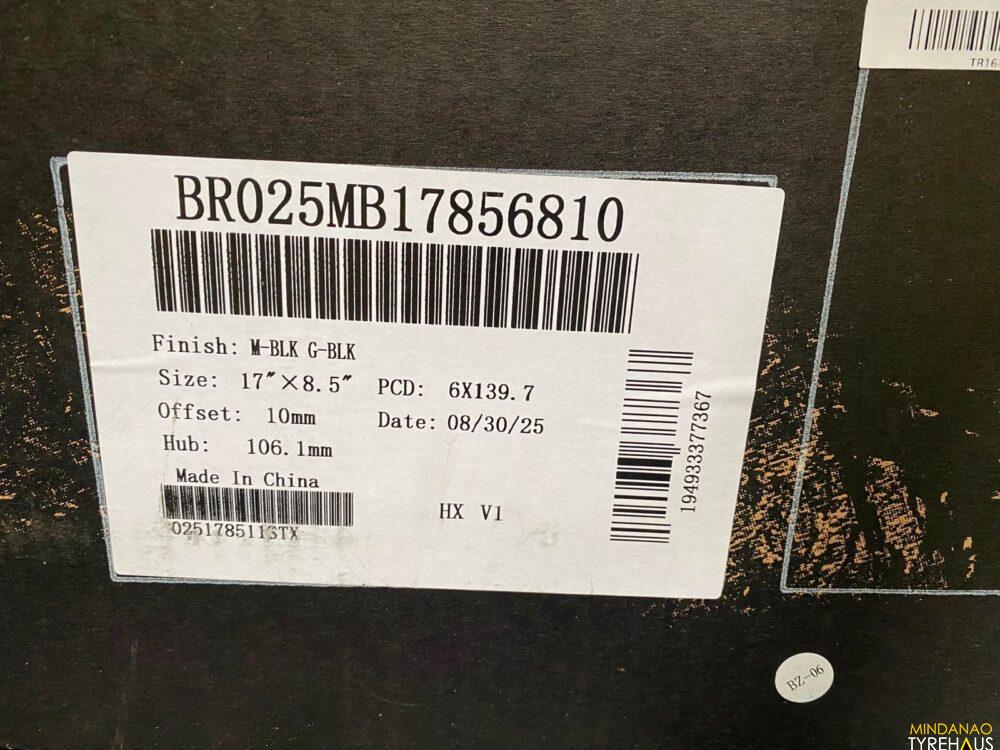 TR16-
BR025MB17856810
Finish: M-BLK G-BLK
Size: 17"×8.5" PCD: 6X139.7
Offset: 10mm Date: 08/30/25
Hub: 106.1mm
Made In China
HX V1
194933377367
BZ-06
MINDANAO
TYREHAUS